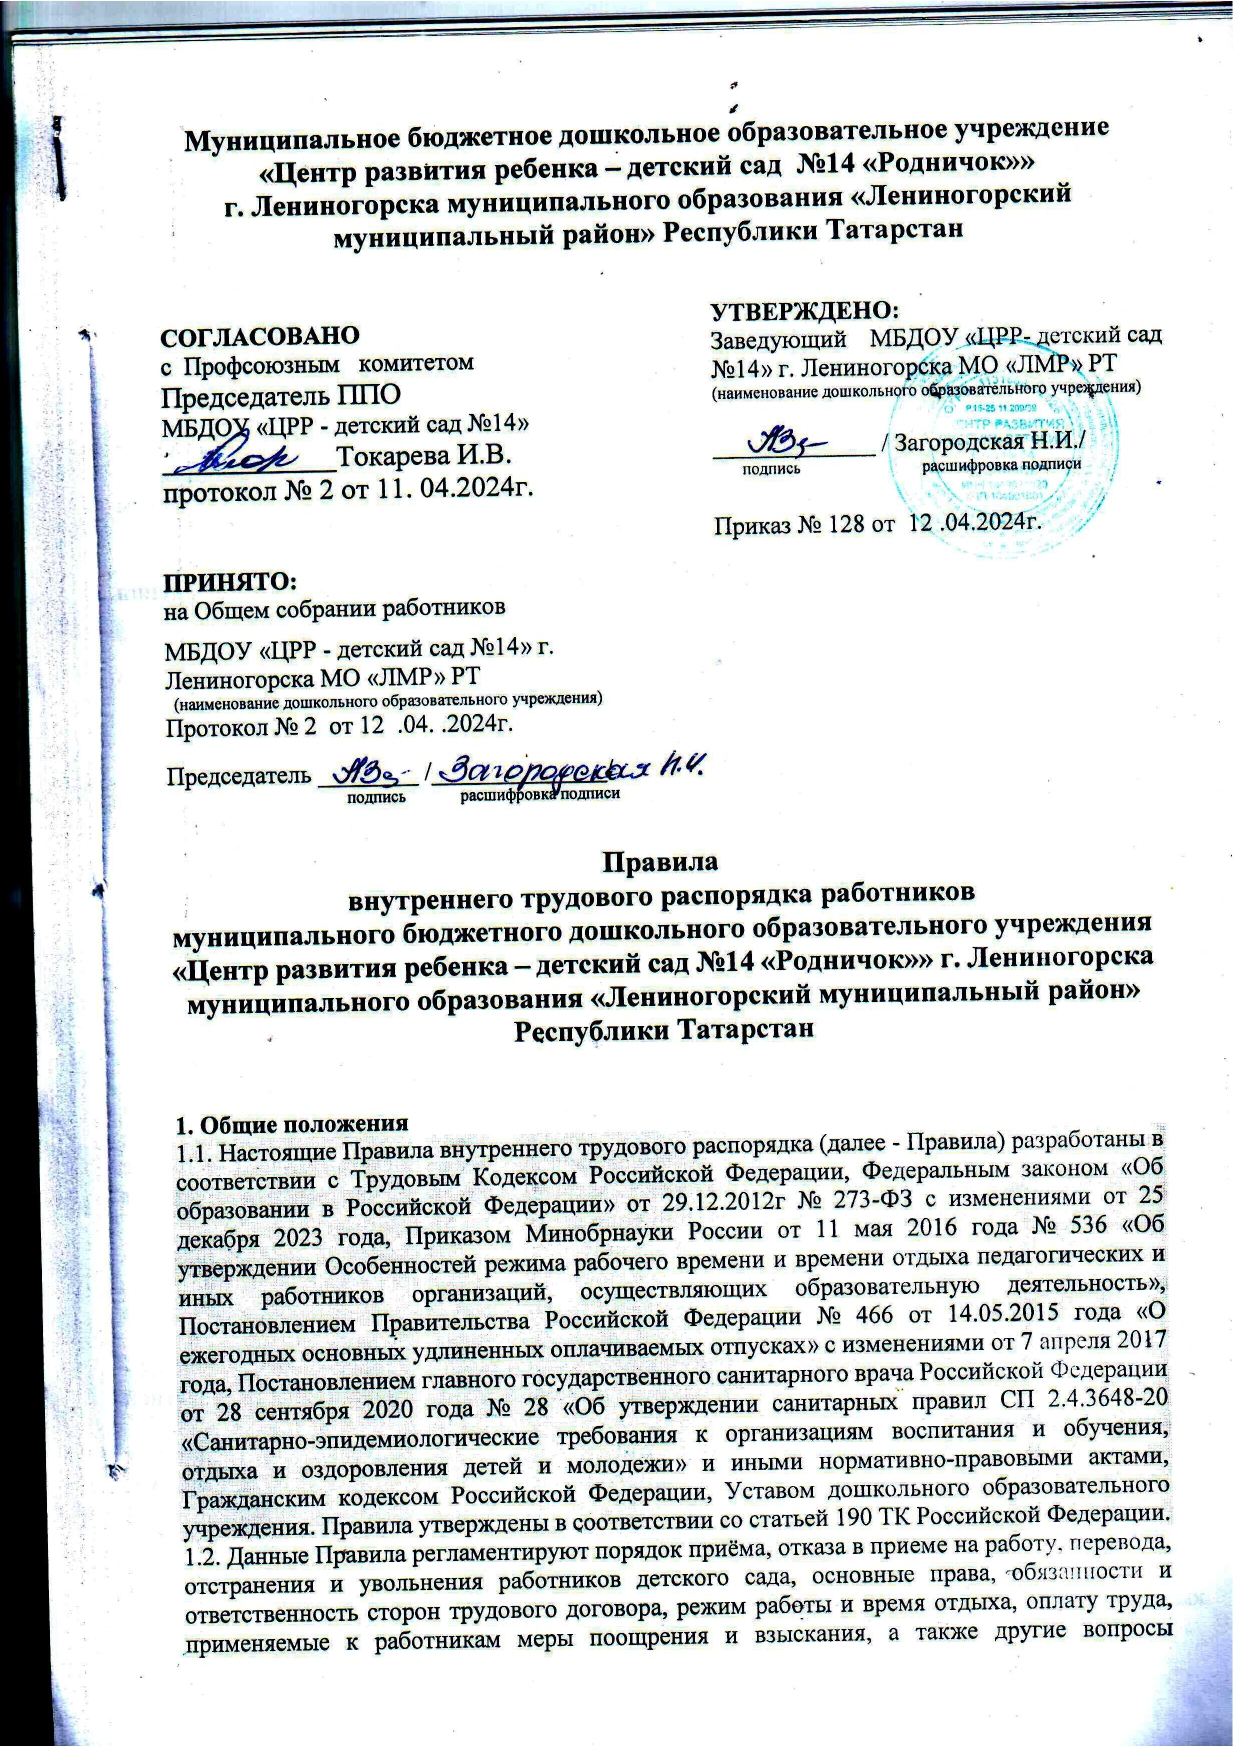 Муниципальное бюджетное дошкольное образовательное учреждение
«Центр развития ребенка – детский сад №14 «Родничок»»
г. Лениногорска муниципального образования «Лениногорский
муниципальный район» Республики Татарстан
СОГЛАСОВАНО
с Профсоюзным комитетом
Председатель ППО
МБДОУ «ЦРР - детский сад №14»
____________Токарева И.В.
протокол № 2 от 11. 04.2024г.
УТВЕРЖДЕНО:
Заведующий МБДОУ «ЦРР- детский сад
№14» г. Лениногорска МО «ЛМР» РТ
(наименование дошкольного образовательного учреждения)
____________ / Загородская Н.И./
подпись расшифровка подписи
Приказ № 128 от 12 .04.2024г.
ПРИНЯТО:
на Общем собрании работников
МБДОУ «ЦРР - детский сад №14» г.
Лениногорска МО «ЛМР» РТ
(наименование дошкольного образовательного учреждения)
Протокол № 2 от 12 .04. .2024г.
Председатель ________ / Загородская Н.И.
подпись расшифровка подписи
Правила
внутреннего трудового распорядка работников
муниципального бюджетного дошкольного образовательного учреждения
«Центр развития ребенка – детский сад №14 «Родничок»» г. Лениногорска
муниципального образования «Лениногорский муниципальный район»
Республики Татарстан
1. Общие положения
1.1. Настоящие Правила внутреннего трудового распорядка (далее - Правила) разработаны в
соответствии с Трудовым Кодексом Российской Федерации, Федеральным законом «Об
образовании в Российской Федерации» от 29.12.2012г № 273-ФЗ с изменениями от 25
декабря 2023 года, Приказом Минобрнауки России от 11 мая 2016 года № 536 «Об
утверждении Особенностей режима рабочего времени и времени отдыха педагогических и
иных работников организаций, осуществляющих образовательную деятельность»,
Постановлением Правительства Российской Федерации № 466 от 14.05.2015 года «О
ежегодных основных удлиненных оплачиваемых отпусках» с изменениями от 7 апреля 2017
года, Постановлением главного государственного санитарного врача Российской Федерации
от 28 сентября 2020 года № 28 «Об утверждении санитарных правил СП 2.4.3648-20
«Санитарно-эпидемиологические требования к организациям воспитания и обучения,
отдыха и оздоровления детей и молодежи» и иными нормативно-правовыми актами,
Гражданским кодексом Российской Федерации, Уставом дошкольного образовательного
учреждения. Правила утверждены в соответствии со статьей 190 ТК Российской Федерации.
1.2. Данные Правила регламентируют порядок приёма, отказа в приеме на работу, перевода,
отстранения и увольнения работников детского сада, основные права, обязанности и
ответственность сторон трудового договора, режим работы и время отдыха, оплату труда,
применяемые к работникам меры поощрения и взыскания, а также другие вопросы